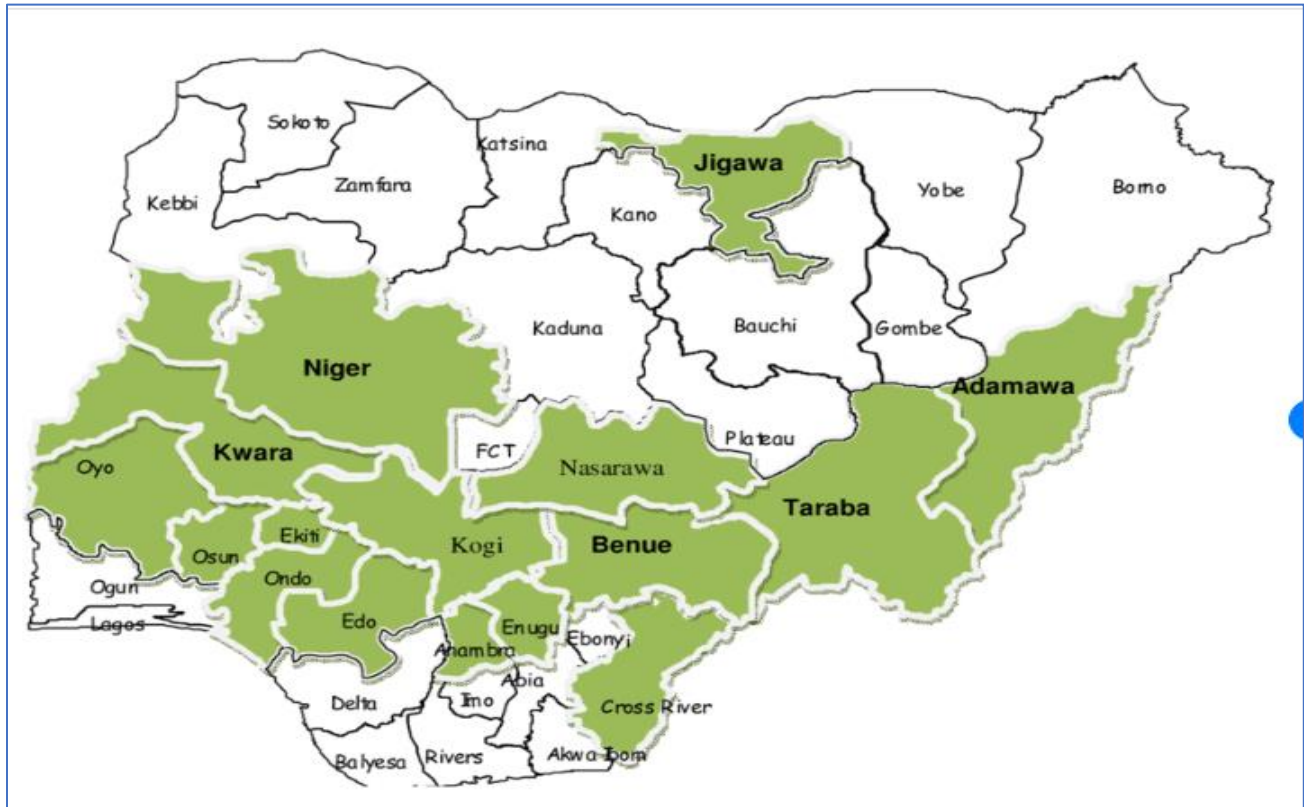 Sokoto
Katsina
Jigawa
Zamfara
Kebbi
Kano
Yobe
Borno
Kaduna
Bauchi
Gombe
Niger
Adamawa
Plateau
FCT
Kwara
Oyo
Nasarawa
Taraba
Ekiti
Kogi
Benue
Osun
Ondo
Ogun
Lagos
Edo
Enugu
Ebonyi
Anambra
Abia
Delta
Imo
Cross River
Balyesa
Rivers
Akwa Ibom